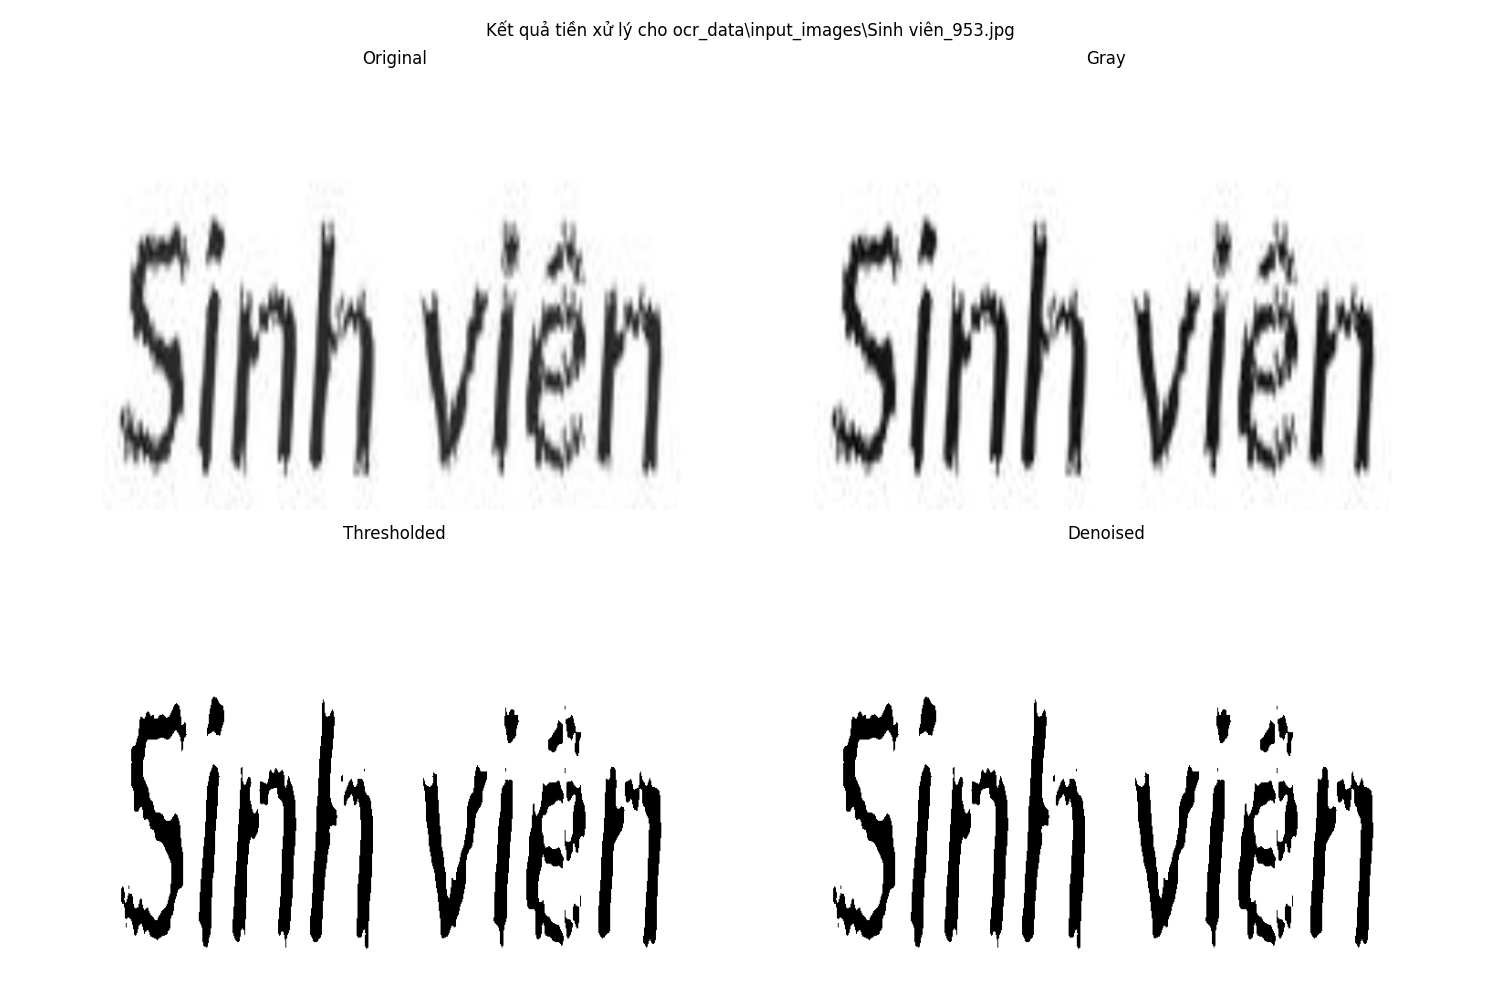 Kết quả tiền xử lý cho ocr_data\input_images\Sinh viên_953.jpg
Original
Gray
Sinh viên
Sinh viên
Thresholded
Denoised
Sinh viên
Sinh viên